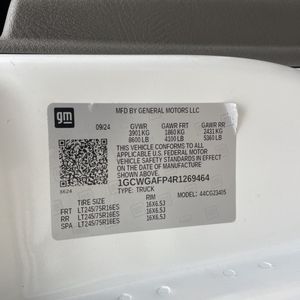 gm
MFD BY GENERAL MOTORS LLC
09/24 GVWR GAWR FRT GAWR RR
3901 KG 1860 KG 2431 KG
8600 LB 4100 LB 5360 LB
THIS VEHICLE CONFORMS TO ALL
APPLICABLE U.S. FEDERAL MOTOR
VEHICLE SAFETY STANDARDS IN
EFFECT ON THE DATE OF MANUFACTURE
SHOWN ABOVE.
1GCWGAFP4R1269464
TYPE: TRUCK MODEL: 44CG23405
TIRE SIZE RIM
FRT LT245/75R16ES 16X6.5J
RR LT245/75R16ES 16X6.5J
SPA LT245/75R16ES 16X6.5J